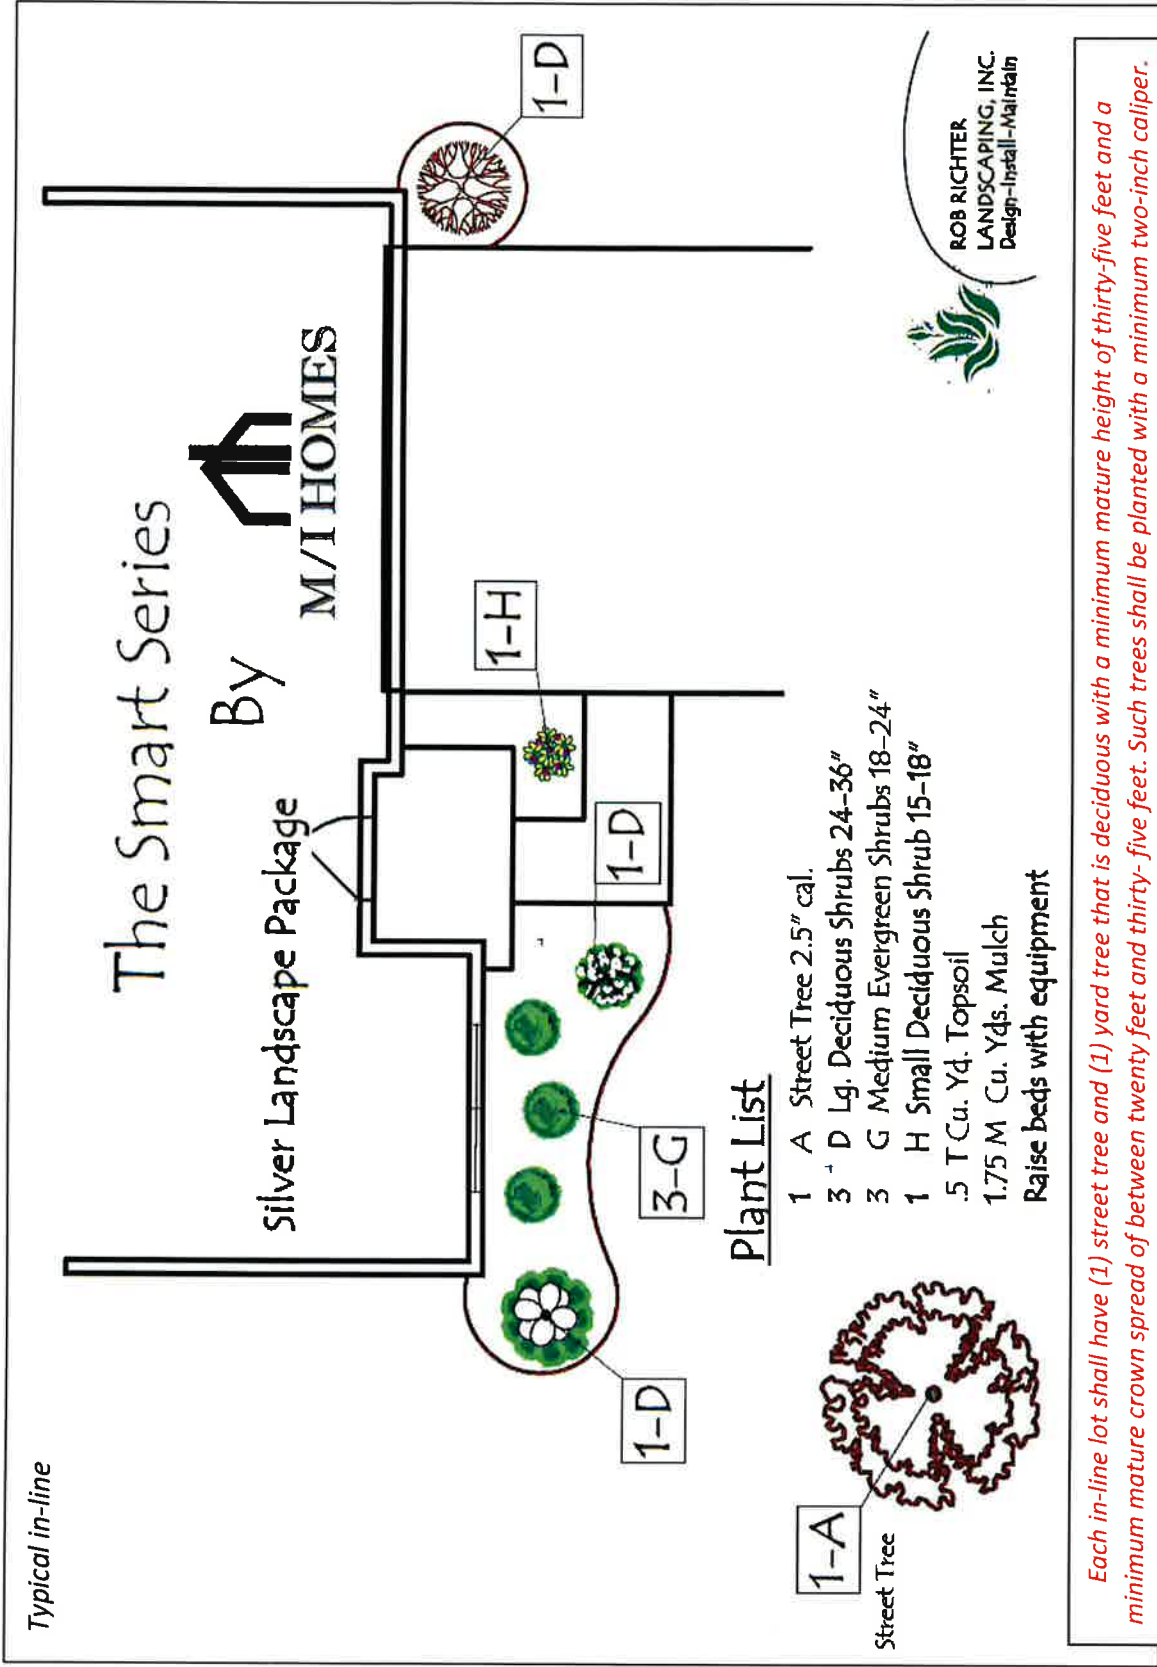 Typical in-line
The Smart Series
By
M/I HOMES
Silver Landscape Package
1-D
1-H
1-D
3-G
1-D
1-A
Street Tree
Plant List
1 A Street Tree 2.5" cal.
3 D Lg. Deciduous Shrubs 24-36"
3 G Medium Evergreen Shrubs 18-24"
1 H Small Deciduous Shrub 15-18"
.5 T Cu. Yd. Topsoil
1.75 M Cu. Yds. Mulch
Raise beds with equipment
ROB RICHTER
LANDSCAPING, INC.
Design-Install-Maintain
Each in-line lot shall have (1) street tree and (1) yard tree that is deciduous with a minimum mature height of thirty-five feet and a
minimum mature crown spread of between twenty feet and thirty- five feet. Such trees shall be planted with a minimum two-inch caliper.